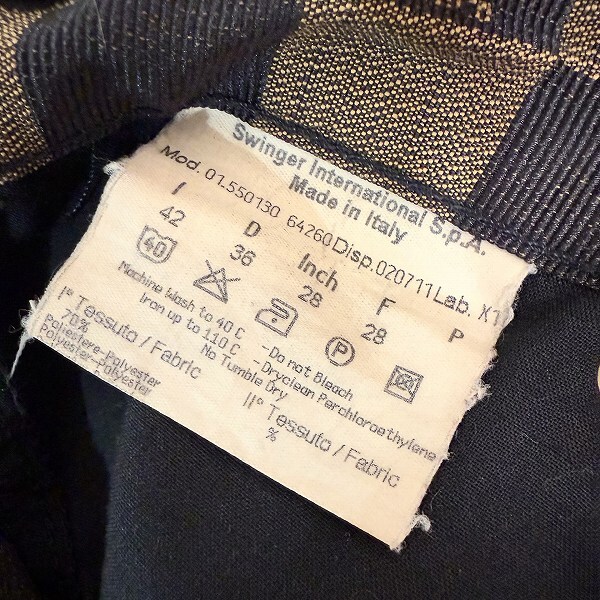 Swinger International S.p.A.
Made in Italy
Mod. 01.550130 64260 Disp.020711 Lab. X1
I D Inch F P
42 36 28 28
40 P
Machine Wash to 40 C - Do not Bleach
Iron up to 110 C - Dryclean Perchloroethylene
No Tumble Dry
I° Tessuto / Fabric II° Tessuto / Fabric
70% %
Poliestere-Polyester
Polyester-Polyester